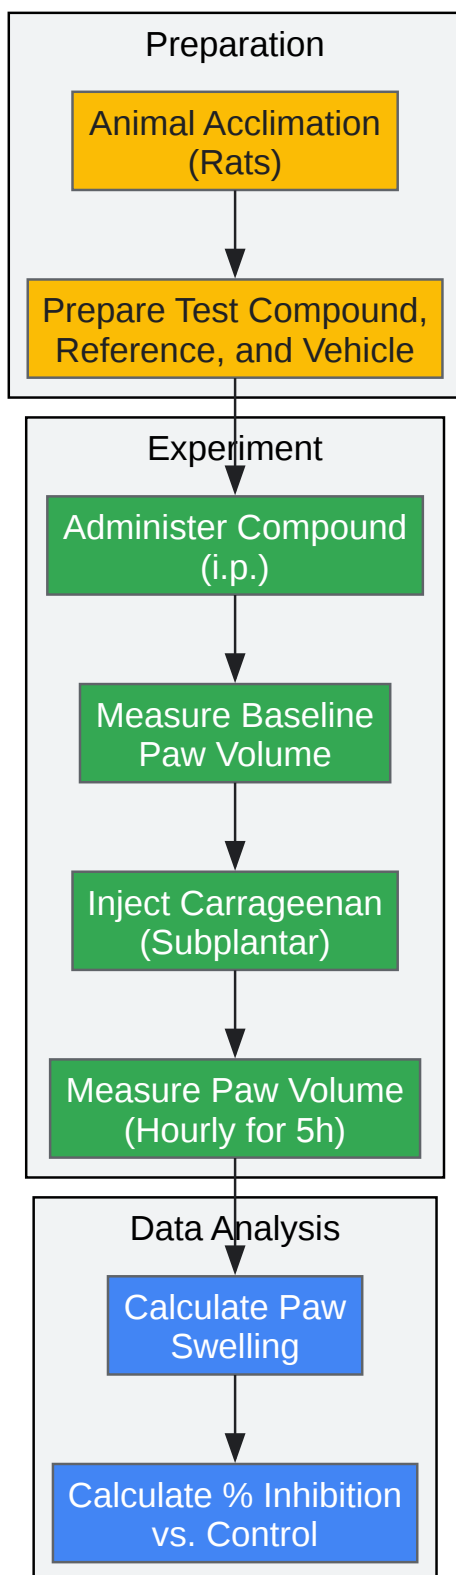 Preparation
Animal Acclimation
(Rats)
Prepare Test Compound,
Reference, and Vehicle
Experiment
Administer Compound
(i.p.)
Measure Baseline
Paw Volume
Inject Carrageenan
(Subplantar)
Measure Paw Volume
(Hourly for 5h)
Data Analysis
Calculate Paw
Swelling
Calculate % Inhibition
vs. Control